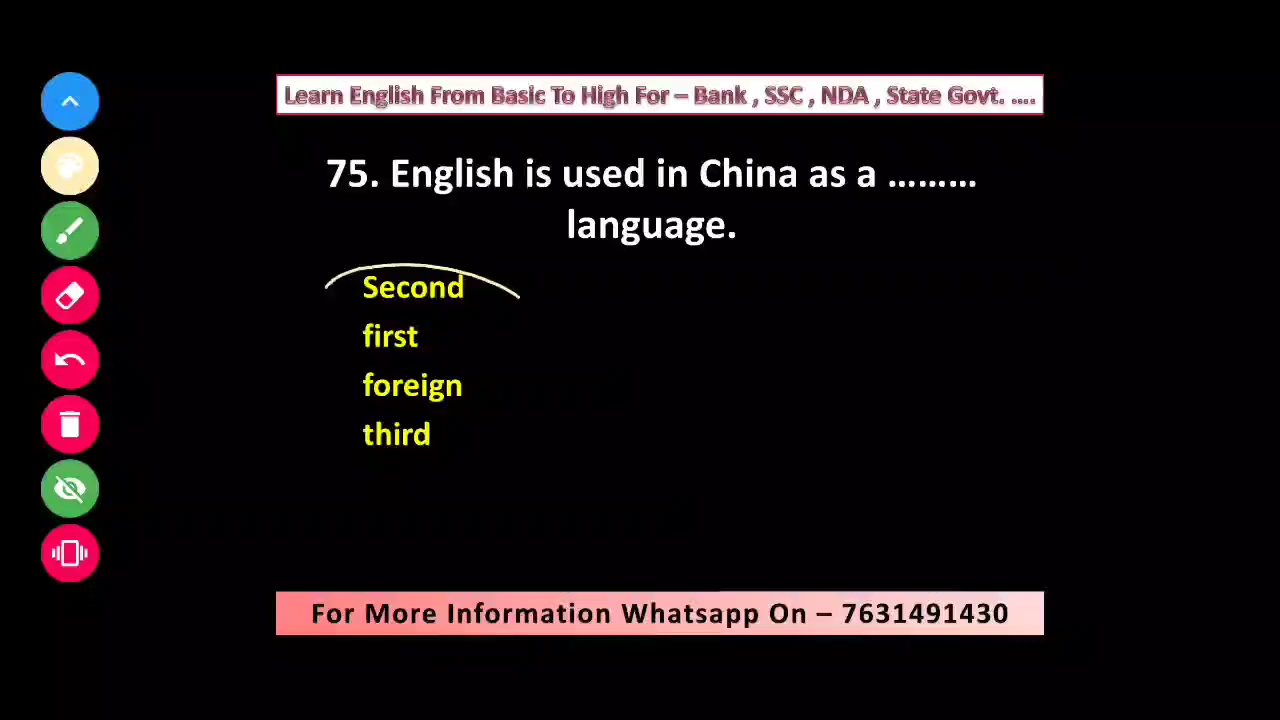 Learn English From Basic To High For – Bank , SSC , NDA , State Govt. ....
75. English is used in China as a .........
language.
Second
first
foreign
third
For More Information Whatsapp On – 7631491430